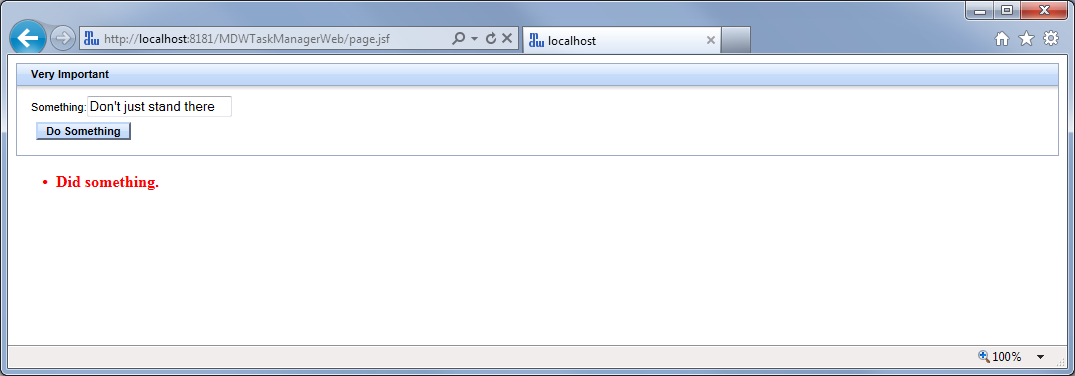 http://localhost:8181/MDWTaskManagerWeb/page.jsf
localhost
Very Important
Something: Don't just stand there
Do Something
• Did something.
100%